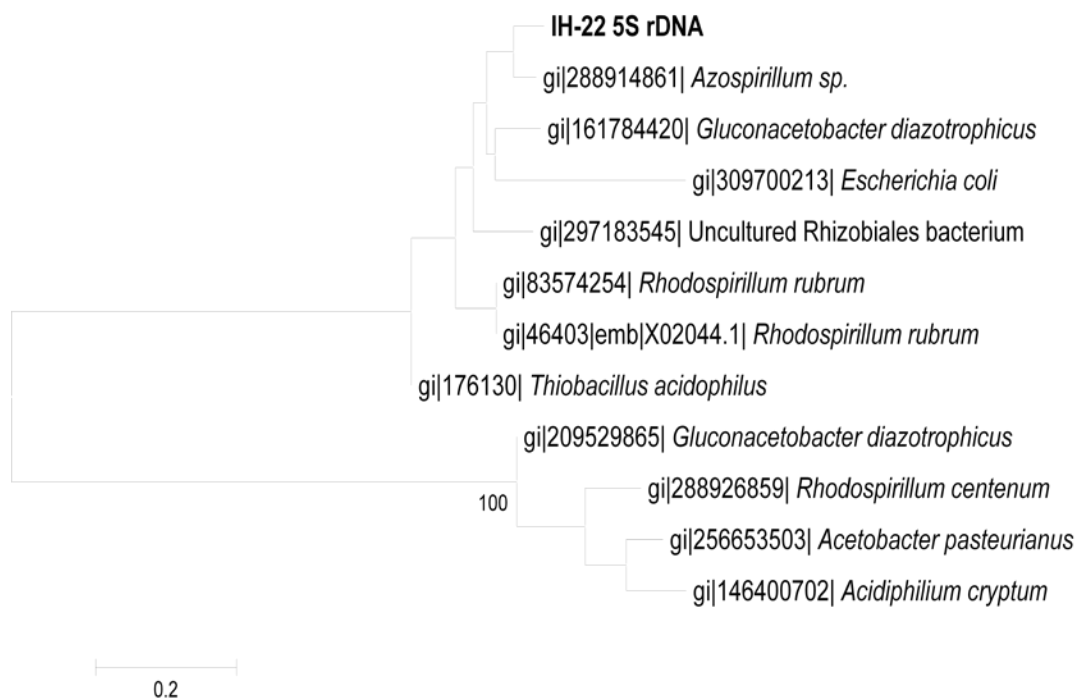 IH-22 5S rDNA
gi|288914861| Azospirillum sp.
gi|161784420| Gluconacetobacter diazotrophicus
gi|309700213| Escherichia coli
gi|297183545| Uncultured Rhizobiales bacterium
gi|83574254| Rhodospirillum rubrum
gi|46403|emb|X02044.1| Rhodospirillum rubrum
gi|176130| Thiobacillus acidophilus
gi|209529865| Gluconacetobacter diazotrophicus
100
gi|288926859| Rhodospirillum centenum
gi|256653503| Acetobacter pasteurianus
gi|146400702| Acidiphilium cryptum
0.2